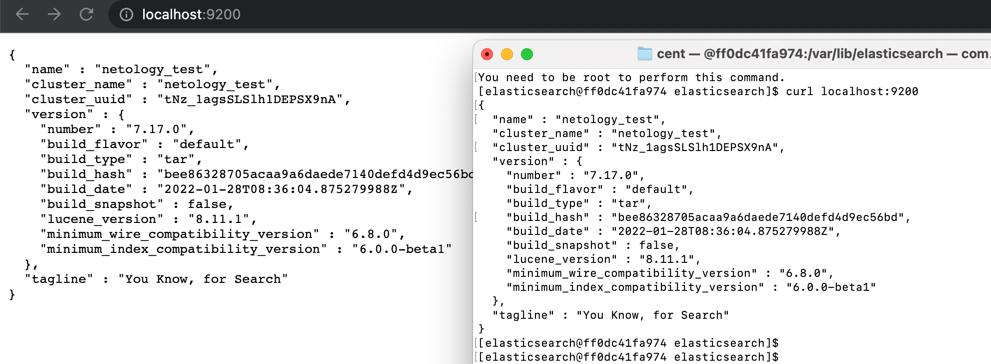 localhost:9200
{
"name" : "netology_test",
"cluster_name" : "netology_test",
"cluster_uuid" : "tNz_1agsSLSlh1DEPSX9nA",
"version" : {
"number" : "7.17.0",
"build_flavor" : "default",
"build_type" : "tar",
"build_hash" : "bee86328705acaa9a6daede7140defd4d9ec56bd
"build_date" : "2022-01-28T08:36:04.875279988Z",
"build_snapshot" : false,
"lucene_version" : "8.11.1",
"minimum_wire_compatibility_version" : "6.8.0",
"minimum_index_compatibility_version" : "6.0.0-beta1"
},
"tagline" : "You Know, for Search"
}
cent — @ff0dc41fa974:/var/lib/elasticsearch — com.
[You need to be root to perform this command.
[elasticsearch@ff0dc41fa974 elasticsearch]$ curl localhost:9200
[{
"name" : "netology_test",
"cluster_name" : "netology_test",
[ "cluster_uuid" : "tNz_1agsSLSlh1DEPSX9nA",
"version" : {
"number" : "7.17.0",
"build_flavor" : "default",
"build_type" : "tar",
[ "build_hash" : "bee86328705acaa9a6daede7140defd4d9ec56bd",
"build_date" : "2022-01-28T08:36:04.875279988Z",
"build_snapshot" : false,
"lucene_version" : "8.11.1",
"minimum_wire_compatibility_version" : "6.8.0",
"minimum_index_compatibility_version" : "6.0.0-beta1"
},
"tagline" : "You Know, for Search"
}
[[elasticsearch@ff0dc41fa974 elasticsearch]$
[[elasticsearch@ff0dc41fa974 elasticsearch]$